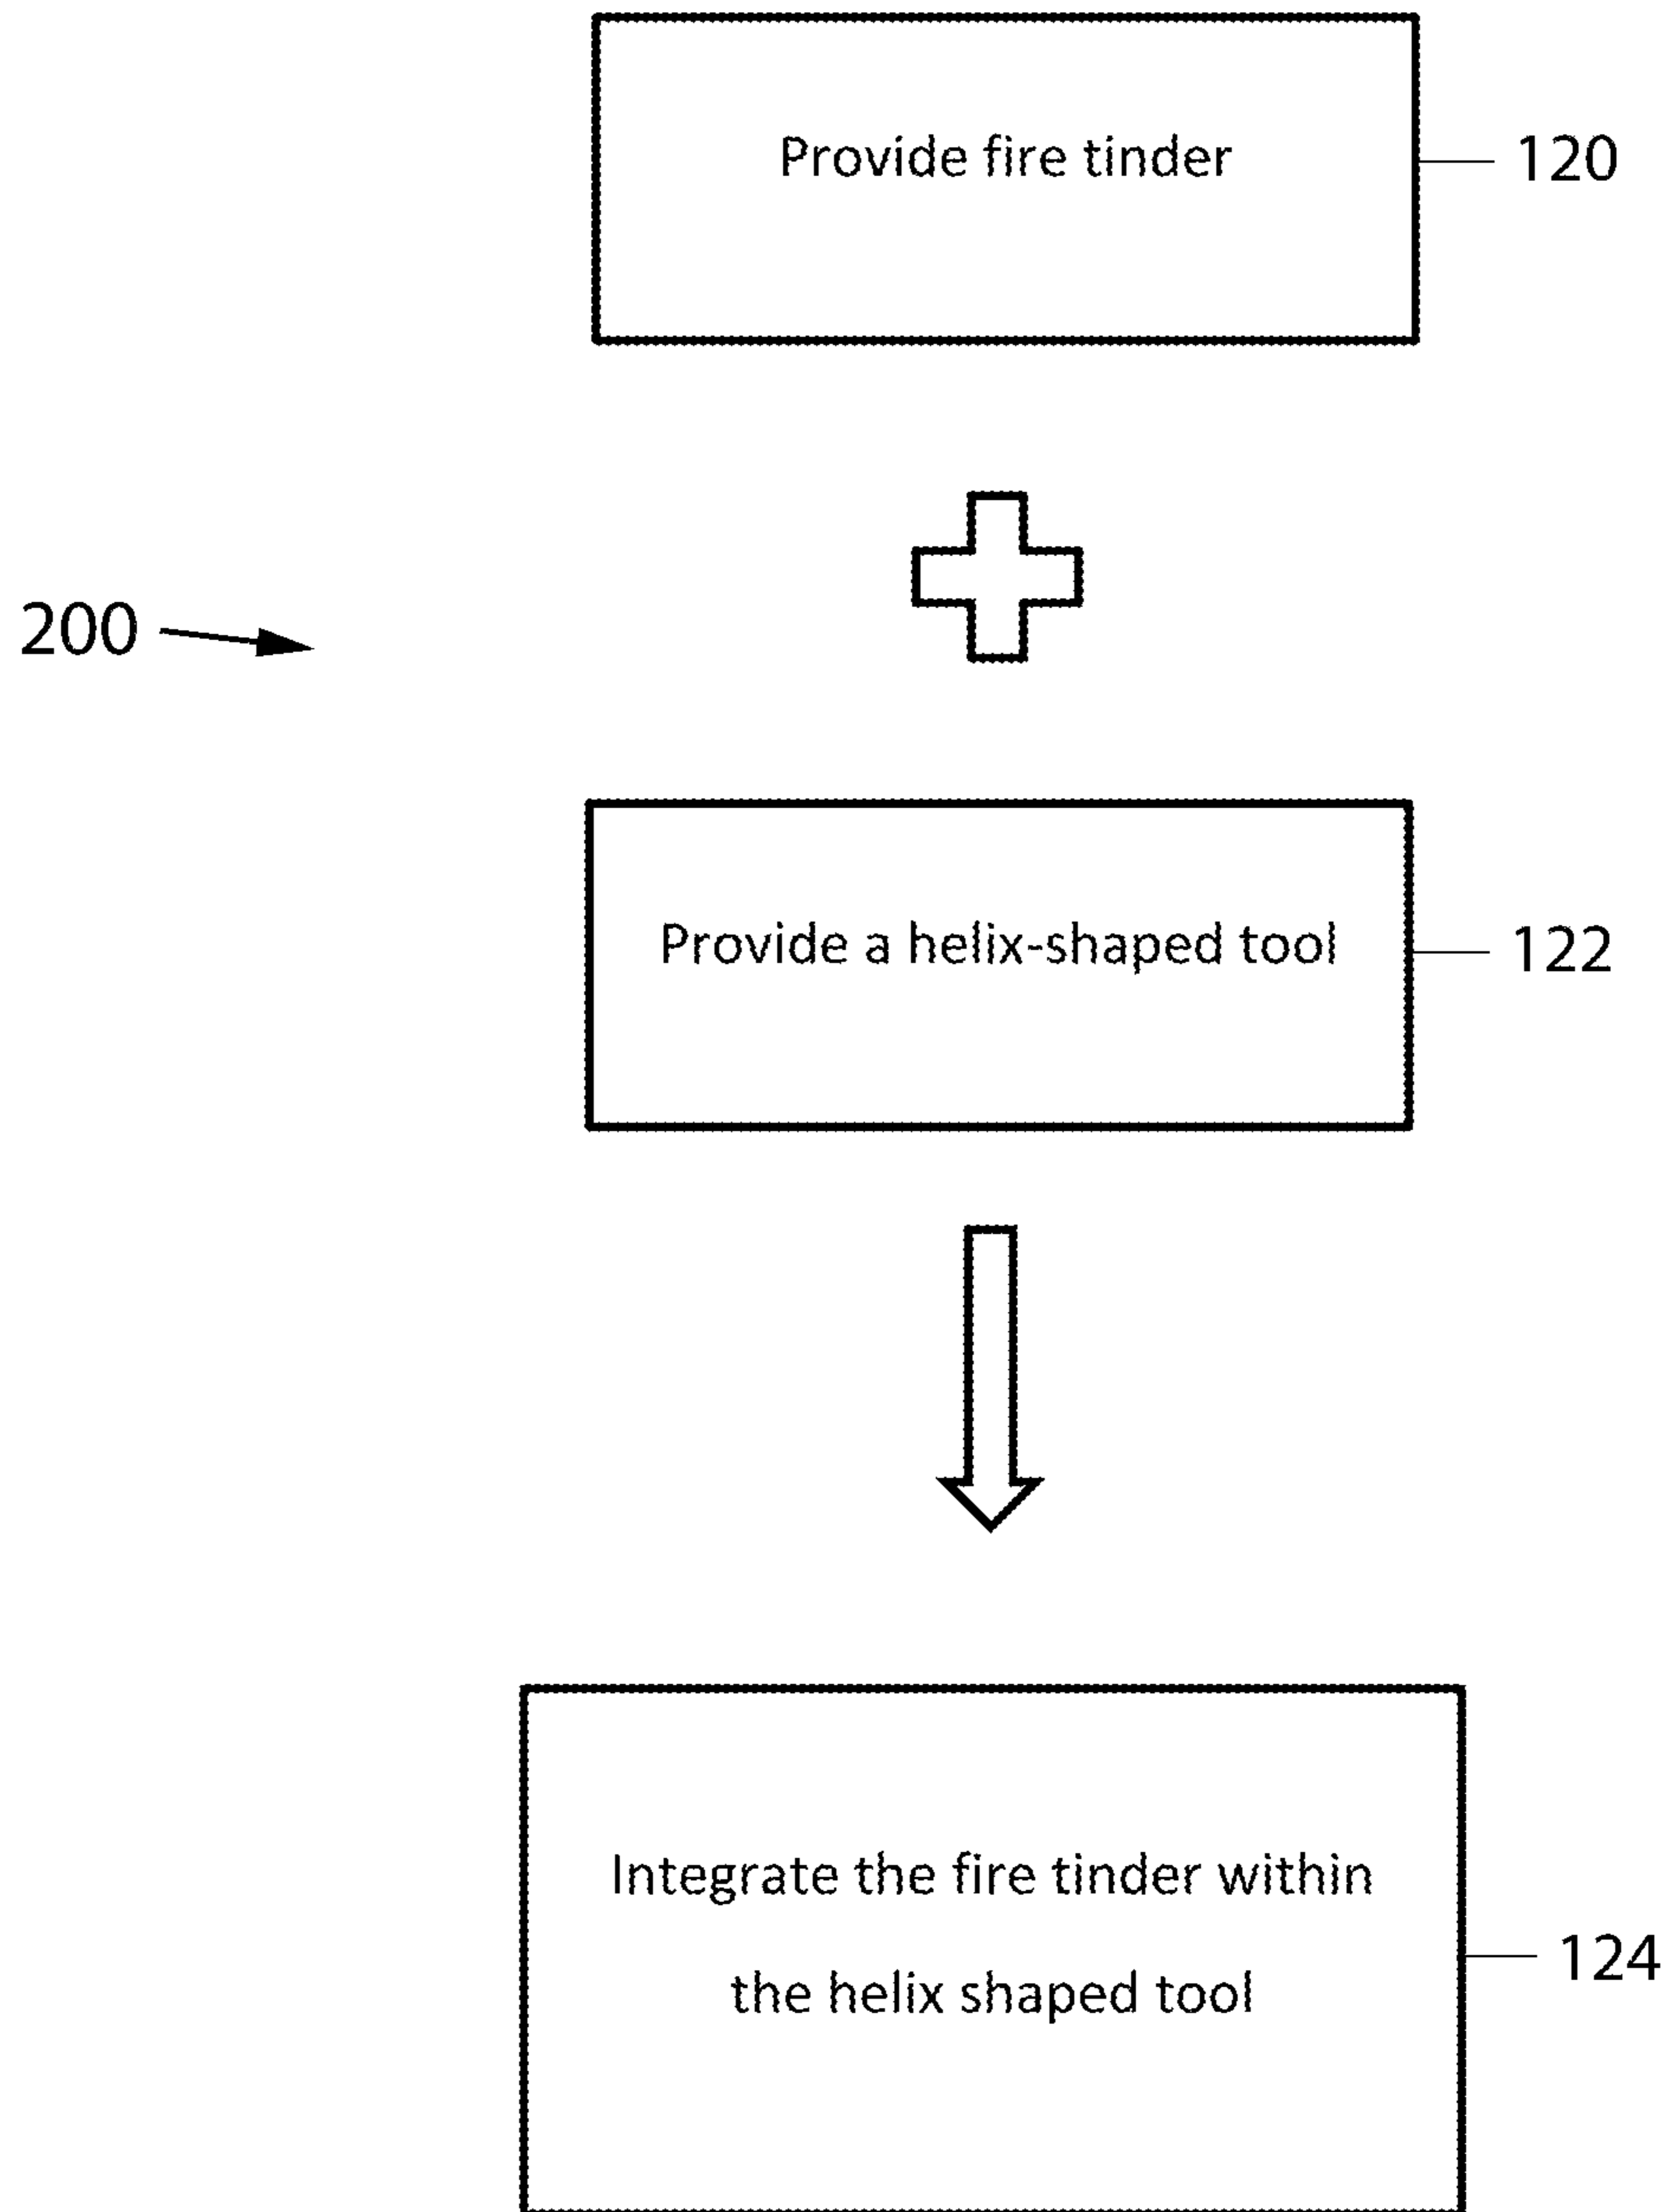 Provide fire tinder
120
200
Provide a helix-shaped tool
122
Integrate the fire tinder within
the helix shaped tool
124